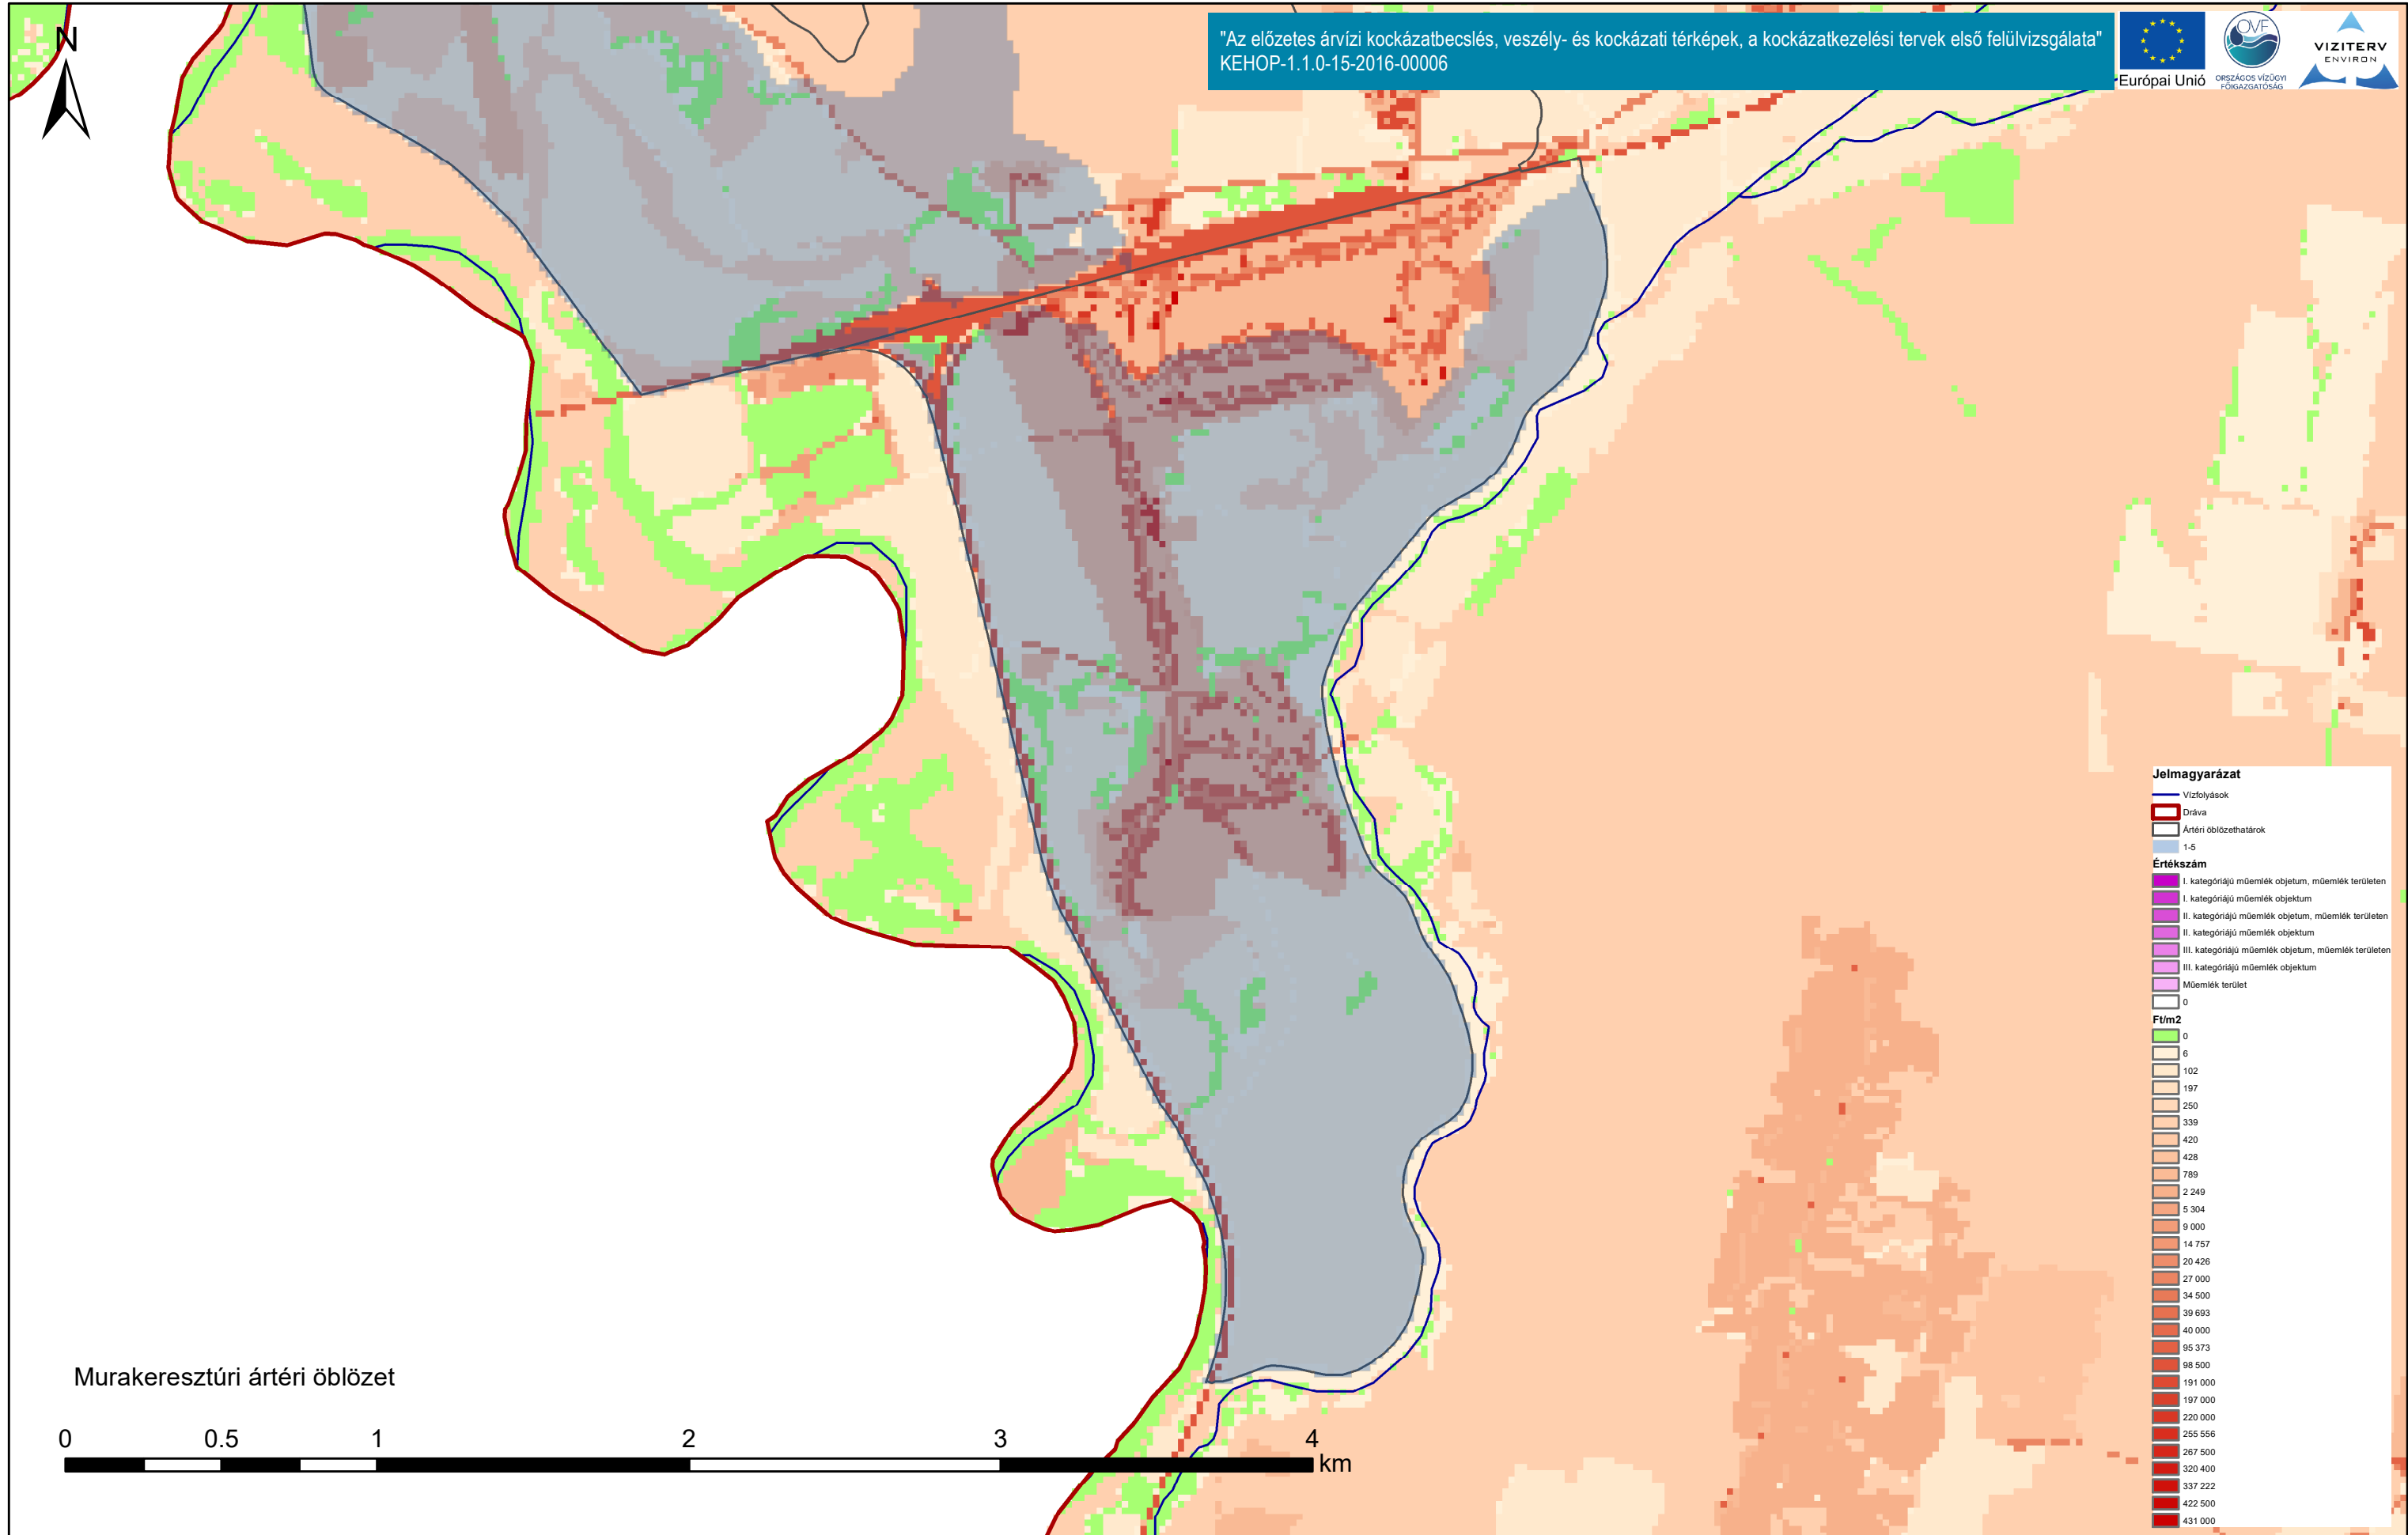 N
"Az előzetes árvízi kockázatbecslés, veszély- és kockázati térképek, a kockázatkezelési tervek első felülvizsgálata"
KEHOP-1.1.0-15-2016-00006
Európai Unió
OVF
ORSZÁGOS VÍZÜGYI
FŐIGAZGATÓSÁG
VIZITERV
ENVIRON
Jelmagyarázat
Vízfolyások
Dráva
Ártéri öblözethatárok
1-5
Értékszám
I. kategóriájú műemlék objetum, műemlék területen
I. kategóriájú műemlék objektum
II. kategóriájú műemlék objetum, műemlék területen
II. kategóriájú műemlék objektum
III. kategóriájú műemlék objetum, műemlék területen
III. kategóriájú műemlék objektum
Műemlék terület
0
Ft/m2
0
6
102
197
250
339
420
428
789
2 249
5 304
9 000
14 757
20 426
27 000
34 500
39 693
40 000
95 373
98 500
191 000
197 000
220 000
255 556
267 500
320 400
337 222
422 500
431 000
Murakeresztúri ártéri öblözet
0 0.5 1 2 3 4
km